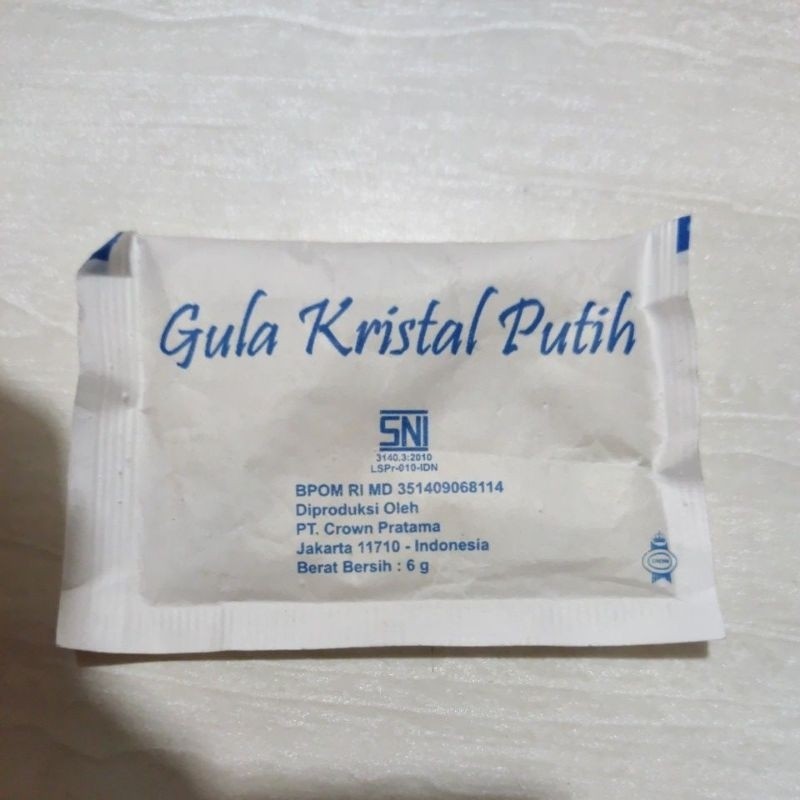 Gula Kristal Putih
SNI
3140.3:2010
LSPr-010-IDN
BPOM RI MD 351409068114
Diproduksi Oleh
PT. Crown Pratama
Jakarta 11710 - Indonesia
Berat Bersih : 6 g
CROWN